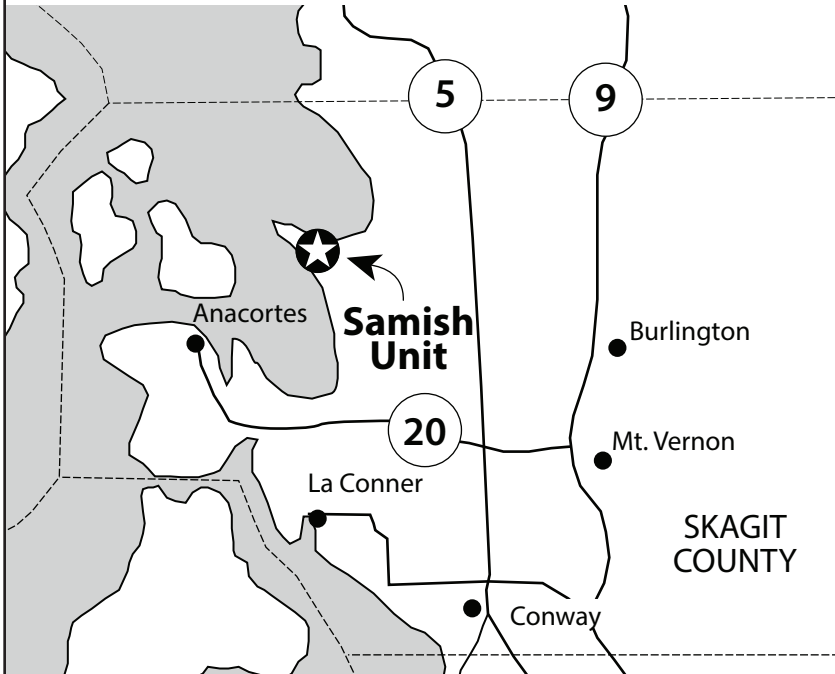 5
9
Anacortes
Samish
Unit
Burlington
20
Mt. Vernon
La Conner
SKAGIT
COUNTY
Conway